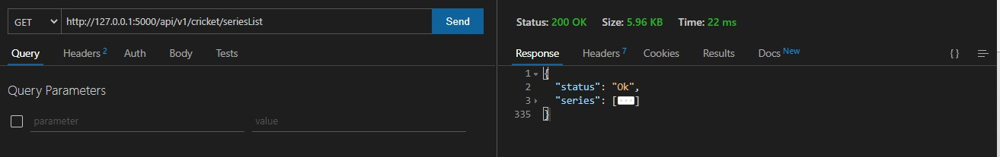 GET http://127.0.0.1:5000/api/v1/cricket/seriesList Send
Query Headers 2 Auth Body Tests
Query Parameters
parameter value
Status: 200 OK Size: 5.96 KB Time: 22 ms
Response Headers 7 Cookies Results Docs New { }
1 {
2 "status": "Ok",
3 "series": [...]
335 }